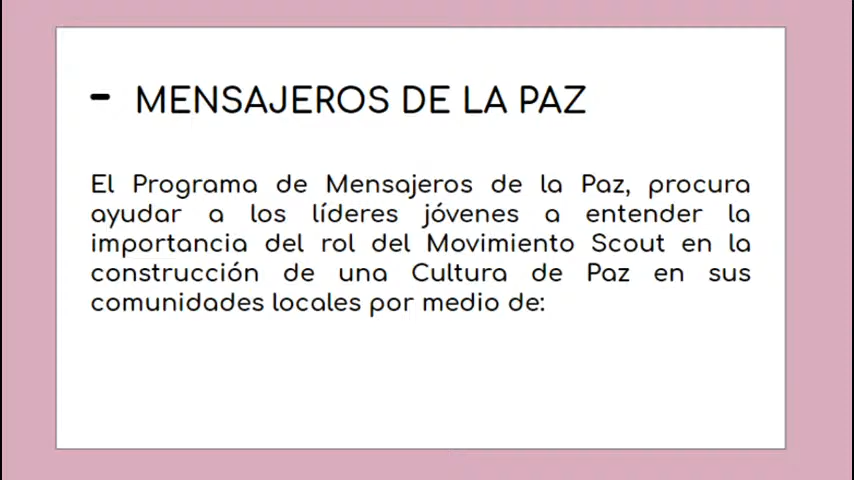 - MENSAJEROS DE LA PAZ
El Programa de Mensajeros de la Paz, procura
ayudar a los líderes jóvenes a entender la
importancia del rol del Movimiento Scout en la
construcción de una Cultura de Paz en sus
comunidades locales por medio de: